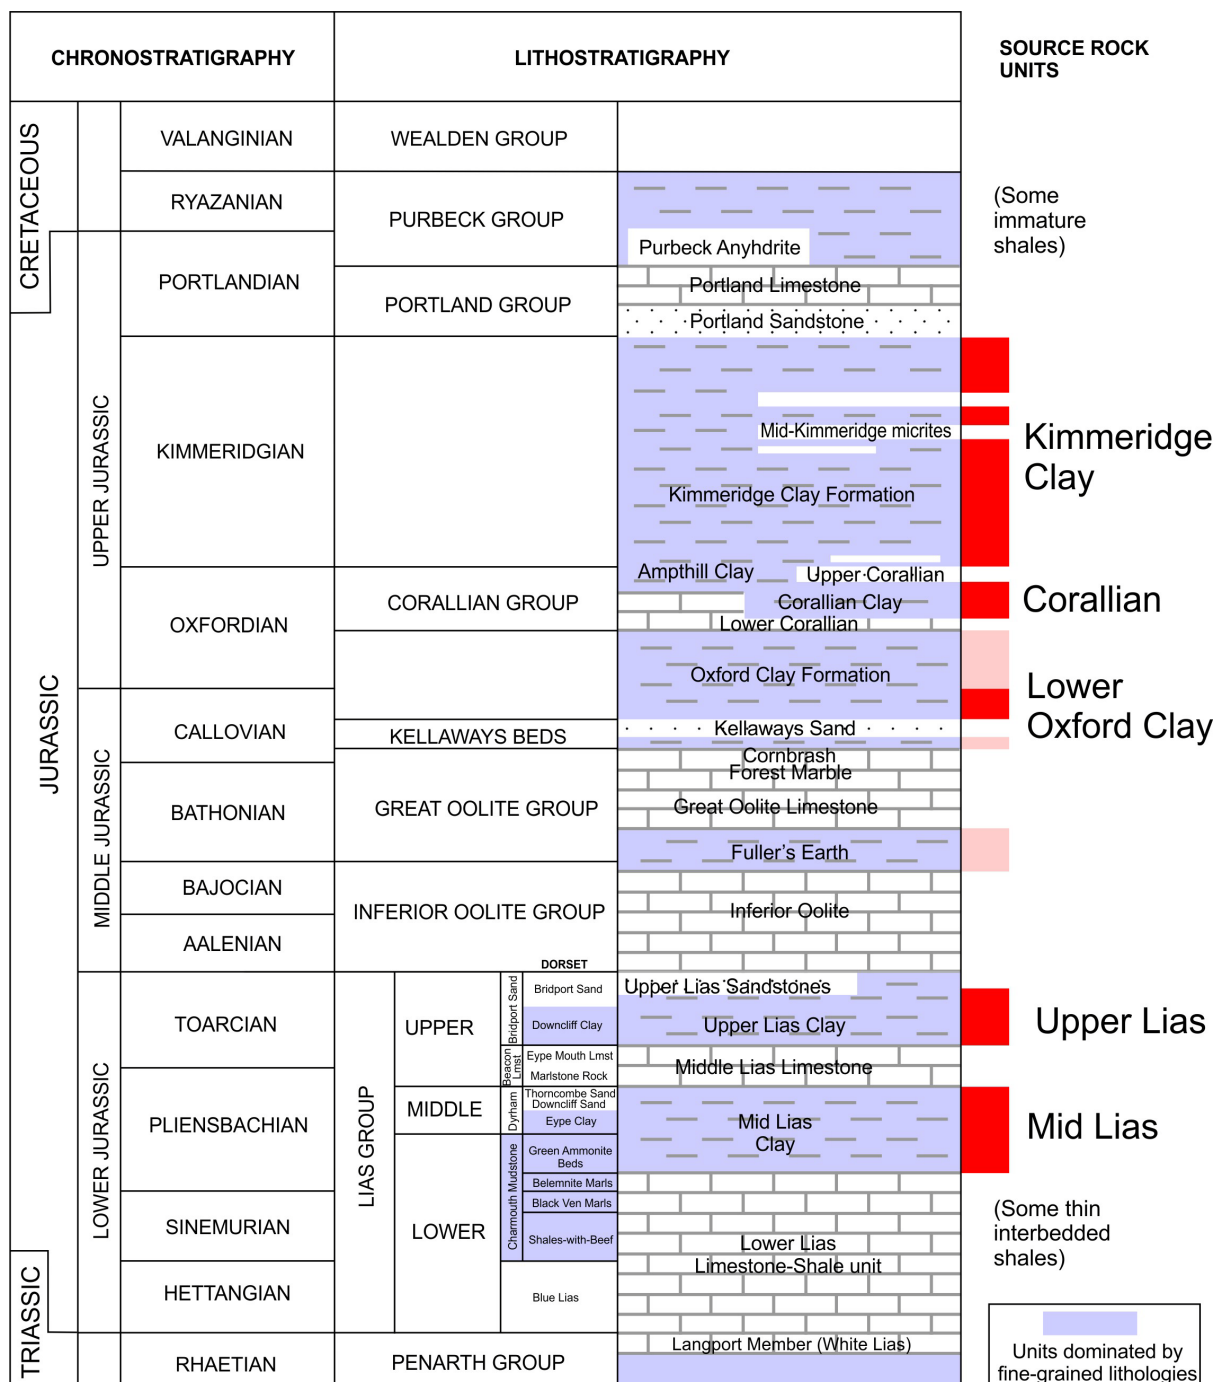 CHRONOSTRATIGRAPHY
LITHOSTRATIGRAPHY
SOURCE ROCK
UNITS
CRETACEOUS
JURASSIC
TRIASSIC
UPPER JURASSIC
MIDDLE JURASSIC
LOWER JURASSIC
VALANGINIAN
RYAZANIAN
PORTLANDIAN
KIMMERIDGIAN
OXFORDIAN
CALLOVIAN
BATHONIAN
BAJOCIAN
AALENIAN
TOARCIAN
PLIENSBACHIAN
SINEMURIAN
HETTANGIAN
RHAETIAN
WEALDEN GROUP
PURBECK GROUP
PORTLAND GROUP
CORALLIAN GROUP
KELLAWAYS BEDS
GREAT OOLITE GROUP
INFERIOR OOLITE GROUP
LIAS GROUP
UPPER
MIDDLE
LOWER
PENARTH GROUP
DORSET
Bridport Sand
Beacon
Lmst
Dyrham
Charmouth Mudstone
Bridport Sand
Downcliff Clay
Eype Mouth Lmst
Marlstone Rock
Thorncombe Sand
Downcliff Sand
Eype Clay
Green Ammonite
Beds
Belemnite Marls
Black Ven Marls
Shales-with-Beef
Blue Lias
Purbeck Anyhdrite
Portland Limestone
Portland Sandstone
Mid-Kimmeridge micrites
Kimmeridge Clay Formation
Ampthill Clay
Upper Corallian
Corallian Clay
Lower Corallian
Oxford Clay Formation
Kellaways Sand
Cornbrash
Forest Marble
Great Oolite Limestone
Fuller's Earth
Inferior Oolite
Upper Lias Sandstones
Upper Lias Clay
Middle Lias Limestone
Mid Lias
Clay
Lower Lias
Limestone-Shale unit
Langport Member (White Lias)
(Some
immature
shales)
Kimmeridge
Clay
Corallian
Lower
Oxford Clay
Upper Lias
Mid Lias
(Some thin
interbedded
shales)
Units dominated by
fine-grained lithologies